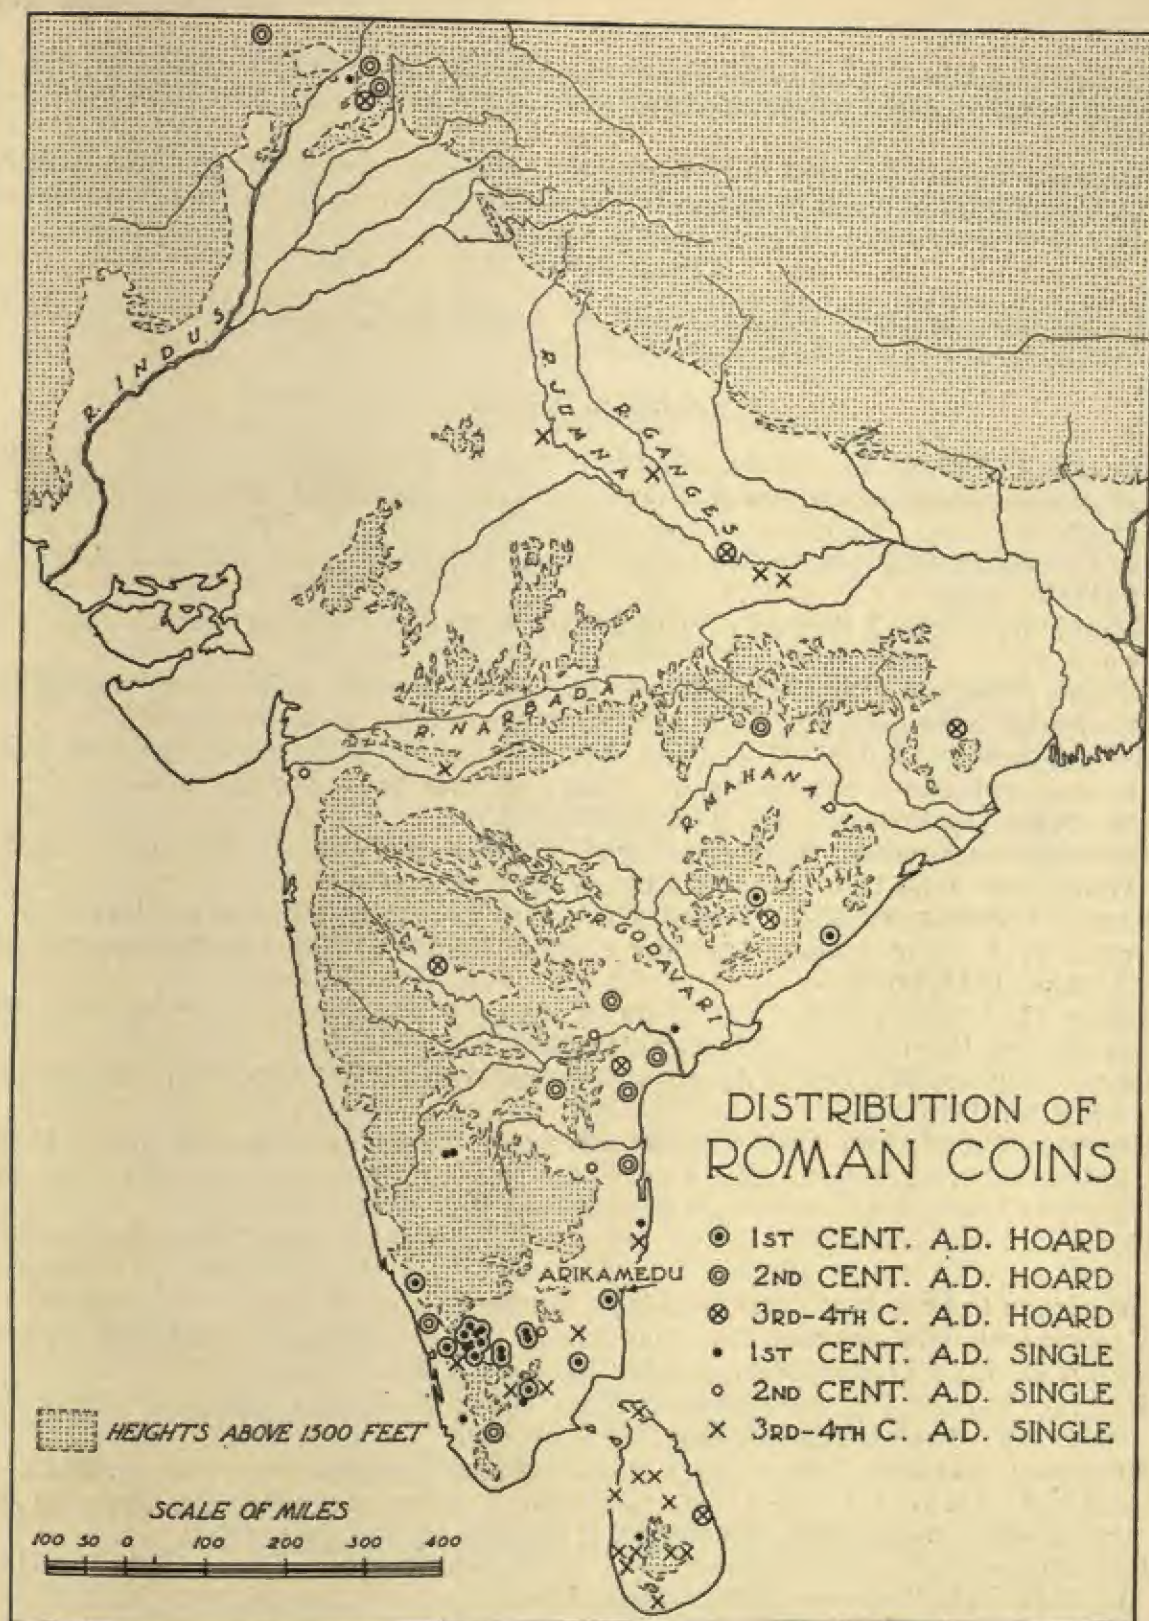 R. INDUS
R. JUMNA
R. GANGES
R. NARBADA
R. MAHANADI
R. GODAVARI
DISTRIBUTION OF
ROMAN COINS
1ST CENT. A.D. HOARD
2ND CENT. A.D. HOARD
3RD-4TH C. A.D. HOARD
1ST CENT. A.D. SINGLE
2ND CENT. A.D. SINGLE
3RD-4TH C. A.D. SINGLE
ARIKAMEDU
HEIGHTS ABOVE 1500 FEET
SCALE OF MILES
100 50 0 100 200 300 400